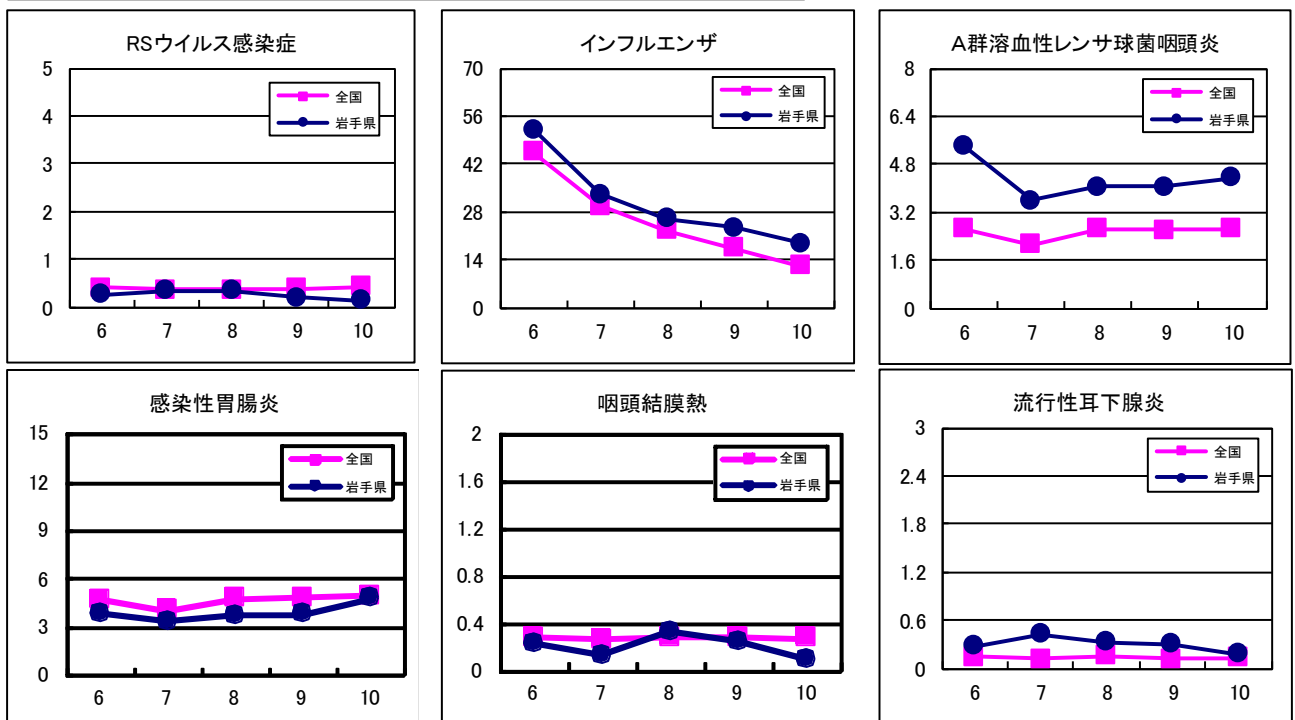 RSウイルス感染症
5
4
3
2
1
0
全国
岩手県
6 7 8 9 10
インフルエンザ
70
56
42
28
14
0
全国
岩手県
6 7 8 9 10
A群溶血性レンサ球菌咽頭炎
8
6.4
4.8
3.2
1.6
0
全国
岩手県
6 7 8 9 10
感染性胃腸炎
15
12
9
6
3
0
全国
岩手県
6 7 8 9 10
咽頭結膜熱
2
1.6
1.2
0.8
0.4
0
全国
岩手県
6 7 8 9 10
流行性耳下腺炎
3
2.4
1.8
1.2
0.6
0
全国
岩手県
6 7 8 9 10